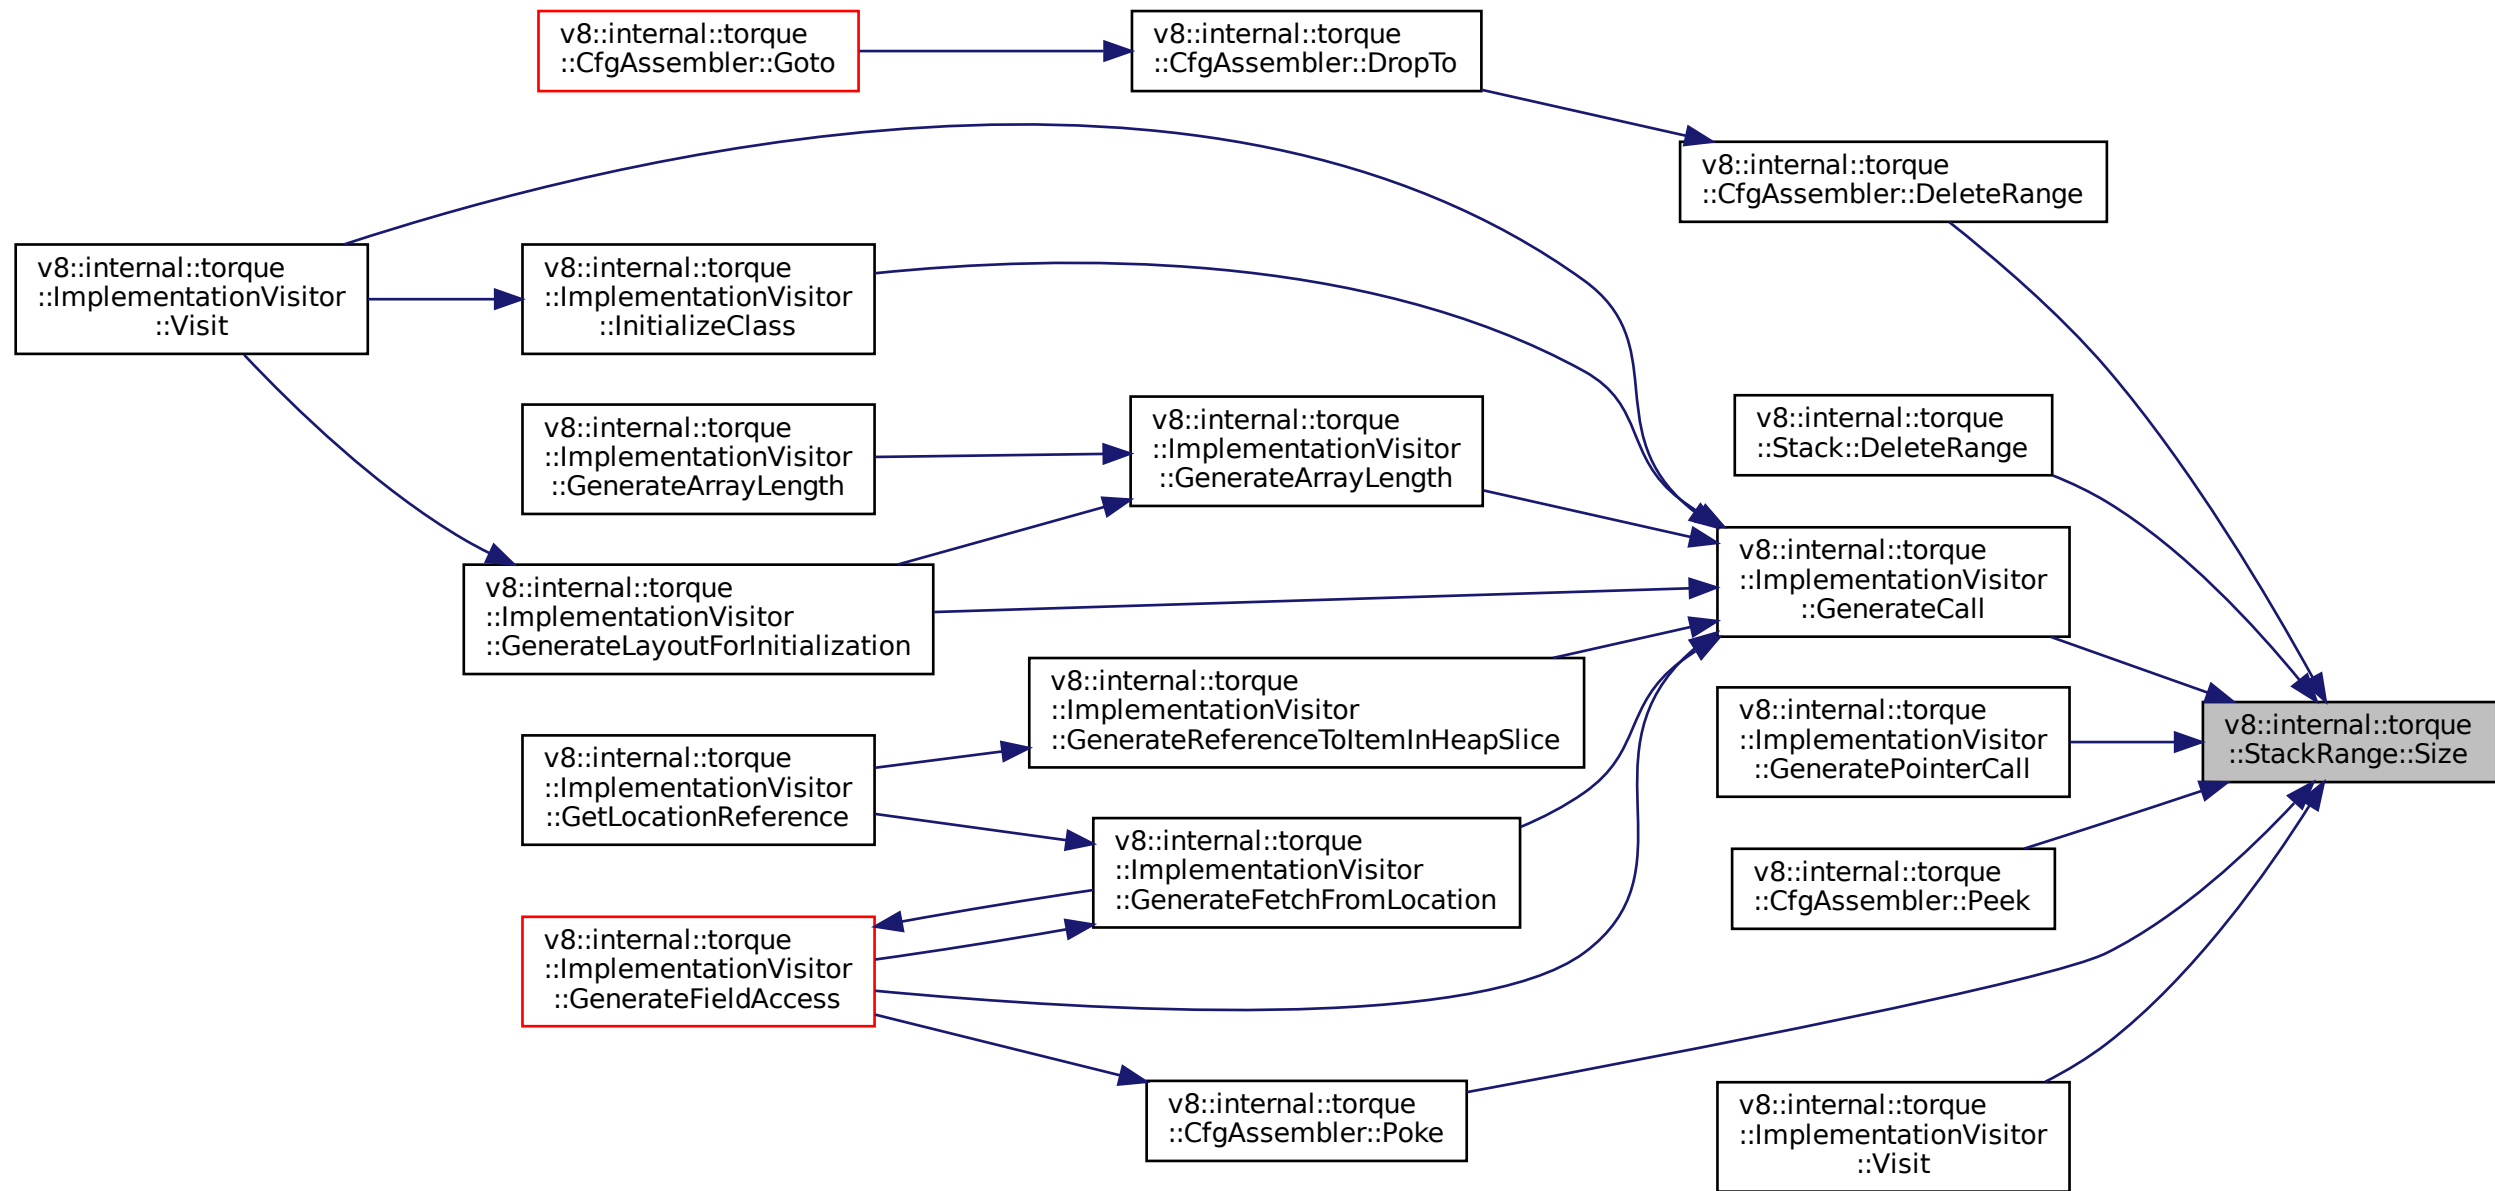 v8::internal::torque
::CfgAssembler::Goto
v8::internal::torque
::CfgAssembler::DropTo
v8::internal::torque
::CfgAssembler::DeleteRange
v8::internal::torque
::ImplementationVisitor
::Visit
v8::internal::torque
::ImplementationVisitor
::InitializeClass
v8::internal::torque
::ImplementationVisitor
::GenerateArrayLength
v8::internal::torque
::ImplementationVisitor
::GenerateArrayLength
v8::internal::torque
::Stack::DeleteRange
v8::internal::torque
::ImplementationVisitor
::GenerateCall
v8::internal::torque
::ImplementationVisitor
::GenerateLayoutForInitialization
v8::internal::torque
::ImplementationVisitor
::GenerateReferenceToItemInHeapSlice
v8::internal::torque
::ImplementationVisitor
::GeneratePointerCall
v8::internal::torque
::StackRange::Size
v8::internal::torque
::ImplementationVisitor
::GetLocationReference
v8::internal::torque
::ImplementationVisitor
::GenerateFetchFromLocation
v8::internal::torque
::CfgAssembler::Peek
v8::internal::torque
::ImplementationVisitor
::GenerateFieldAccess
v8::internal::torque
::CfgAssembler::Poke
v8::internal::torque
::ImplementationVisitor
::Visit